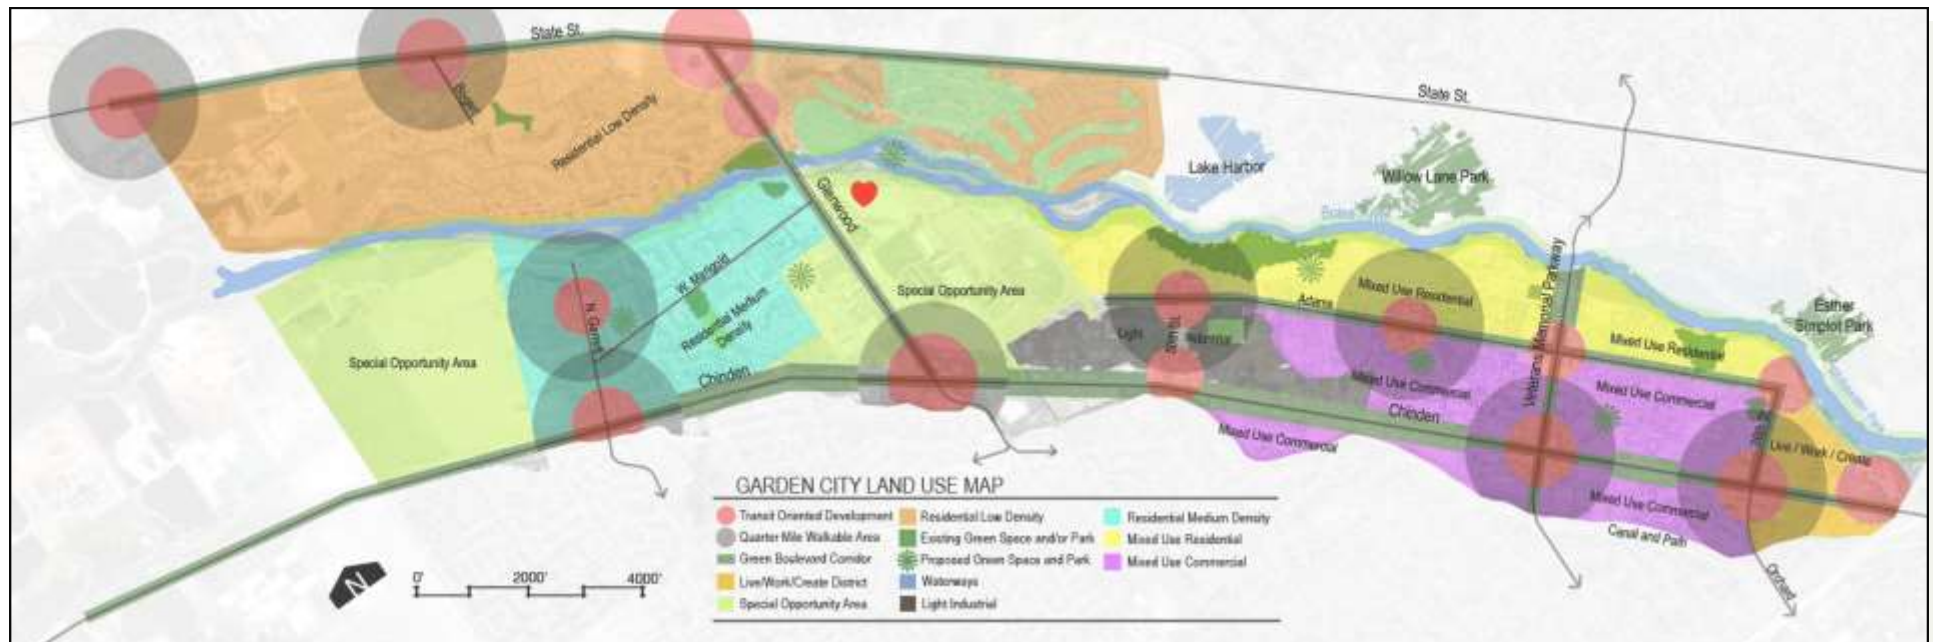 State St.
State St.
Bogart
Residential Low Density
Lake Harbor
Willow Lane Park
Glenwood
Boise River
Veterans Memorial Parkway
W. Marigold
Residential Medium
Density
N. Garrett
Special Opportunity Area
Special Opportunity Area
Mixed Use Residential
Adams
Esther
Simplot Park
Light
Industrial
Mixed Use Residential
Chinden
Mixed Use Commercial
Mixed Use Commercial
Chinden
Mixed Use Commercial
Live / Work / Create
Mixed Use Commercial
Canal and Path
Orchard
GARDEN CITY LAND USE MAP
Transit Oriented Development
Residential Low Density
Residential Medium Density
Quarter Mile Walkable Area
Existing Green Space and/or Park
Mixed Use Residential
Green Boulevard Corridor
Proposed Green Space and Park
Mixed Use Commercial
Live/Work/Create District
Waterways
Special Opportunity Area
Light Industrial
N
0' 2000' 4000'